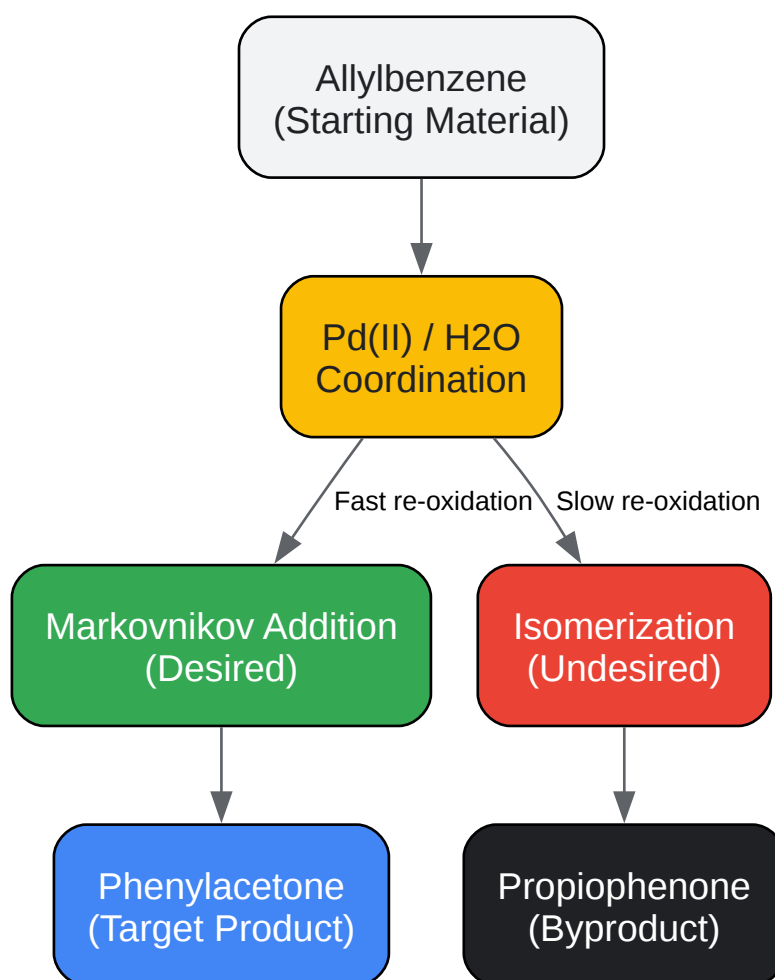 Allylbenzene
(Starting Material)
Pd(II) / H2O
Coordination
Fast re-oxidation
Slow re-oxidation
Markovnikov Addition
(Desired)
Isomerization
(Undesired)
Phenylacetone
(Target Product)
Propiophenone
(Byproduct)